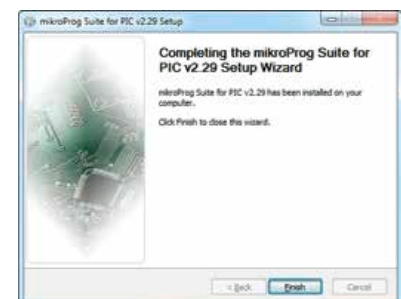 mikroProg Suite for PIC v2.29 Setup
Completing the mikroProg Suite for
PIC v2.29 Setup Wizard
mikroProg Suite for PIC v2.29 has been installed on your
computer.
Click Finish to close this wizard.
< Back Finish Cancel